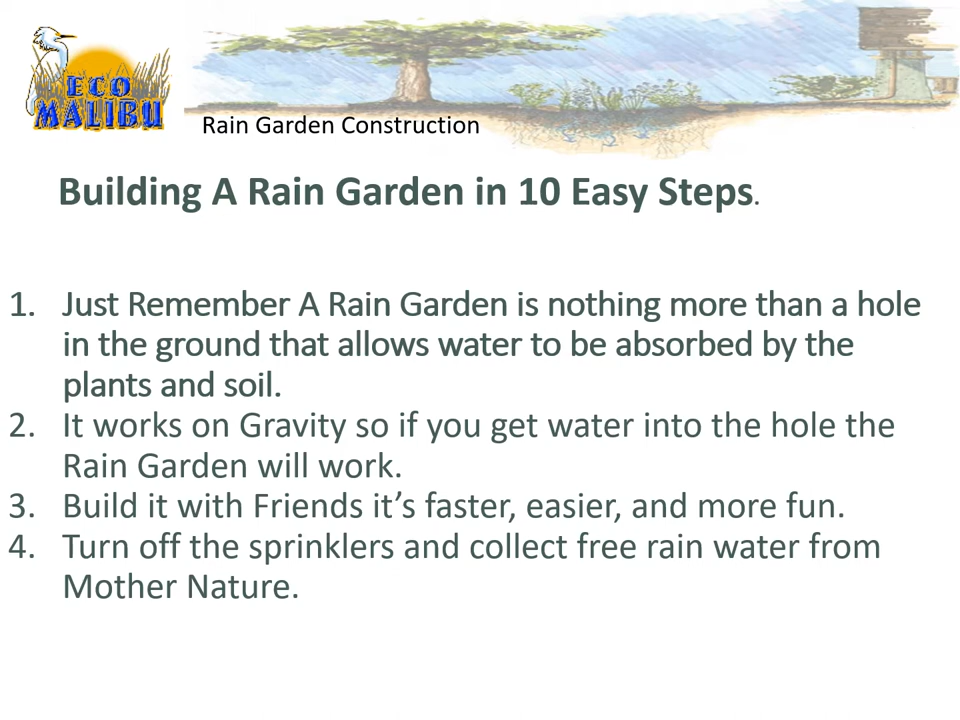 ECO
MALIBU
Rain Garden Construction
Building A Rain Garden in 10 Easy Steps.
1. Just Remember A Rain Garden is nothing more than a hole
in the ground that allows water to be absorbed by the
plants and soil.
2. It works on Gravity so if you get water into the hole the
Rain Garden will work.
3. Build it with Friends it’s faster, easier, and more fun.
4. Turn off the sprinklers and collect free rain water from
Mother Nature.